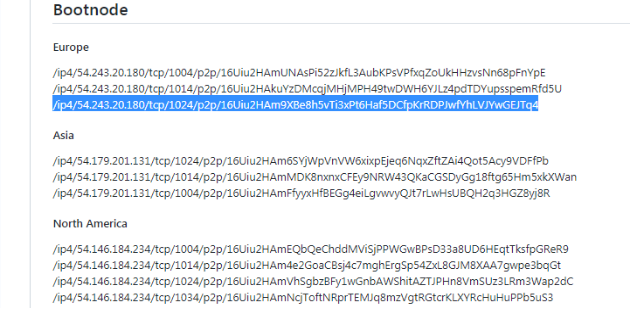 Bootnode
Europe
/ip4/54.243.20.180/tcp/1004/p2p/16Uiu2HAmUNAsPi52zJkfL3AubKPsVPfxqZoUkHHzvsNn68pFnYpE
/ip4/54.243.20.180/tcp/1014/p2p/16Uiu2HAkuYzDMcqjMHjMPH49twDWH6YJLz4pdTDYupsspemRfd5U
/ip4/54.243.20.180/tcp/1024/p2p/16Uiu2HAm9XBe8h5vTi3xPt6Haf5DCfpKrRDPJwfYhLVJYwGEJTq4
Asia
/ip4/54.179.201.131/tcp/1024/p2p/16Uiu2HAm6SYjWpVnVW6xixpEjeq6NqxZftZAi4Qot5Acy9VDFfPb
/ip4/54.179.201.131/tcp/1014/p2p/16Uiu2HAmMDK8nxnxCFEy9NRW43QKaCGSDyGg18ftg65Hm5xkXWan
/ip4/54.179.201.131/tcp/1004/p2p/16Uiu2HAmFfyyxHfBEGg4eiLgvwvyQJt7rLwHsUBQH2q3HGZ8yj8R
North America
/ip4/54.146.184.234/tcp/1004/p2p/16Uiu2HAmEQbQeChddMViSjPPWGwBPsD33a8UD6HEqtTksfpGReR9
/ip4/54.146.184.234/tcp/1014/p2p/16Uiu2HAm4e2GoaCBsj4c7mghErgSp54ZxL8GJM8XAA7gwpe3bqGt
/ip4/54.146.184.234/tcp/1024/p2p/16Uiu2HAmVhSgbzBFy1wGnbAWShitAZTJPHn8VmSUz3LRm3Wap2dC
/ip4/54.146.184.234/tcp/1034/p2p/16Uiu2HAmNcjToftNRprTEMJq8mzVgtRGtcrKLXYRcHuHuPPb5uS3